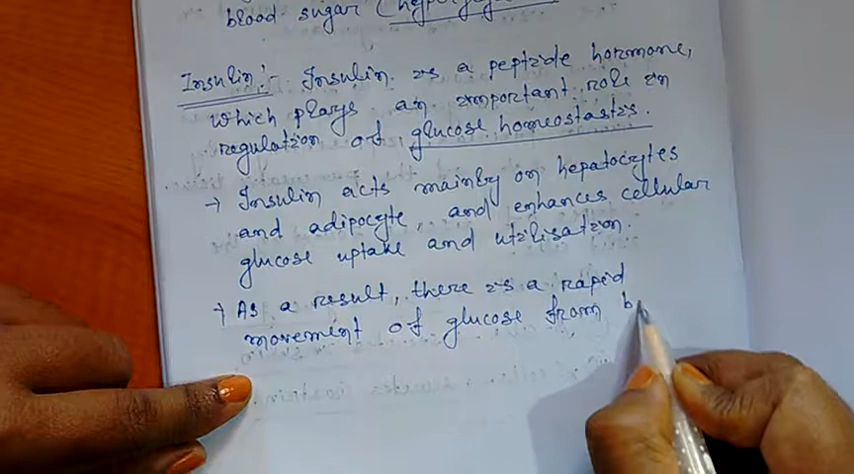 blood sugar (hyperglyc
Insulin:- Insulin is a peptide hormone,
which plays an important role in
regulation of glucose homeostasis.
→ Insulin acts mainly on hepatocytes
and adipocyte, and enhances cellular
glucose uptake and utilisation.
→ As a result, there is a rapid
movement of glucose from b